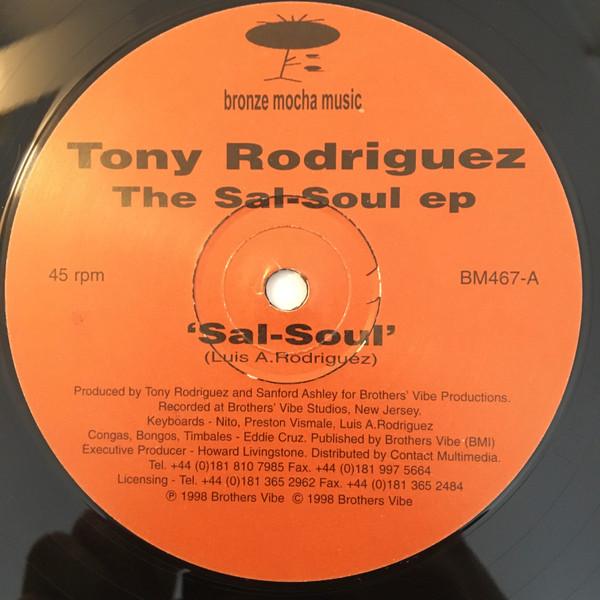 bronze mocha music
Tony Rodriguez
The Sal-Soul ep
45 rpm
BM467-A
‘Sal-Soul’
(Luis A.Rodriguez)
Produced by Tony Rodriguez and Sanford Ashley for Brothers' Vibe Productions.
Recorded at Brothers' Vibe Studios, New Jersey.
Keyboards - Nito, Preston Vismale, Luis A.Rodriguez
Congas, Bongos, Timbales - Eddie Cruz. Published by Brothers Vibe (BMI)
Executive Producer - Howard Livingstone. Distributed by Contact Multimedia.
Tel. +44 (0)181 810 7985 Fax. +44 (0)181 997 5664
Licensing - Tel. +44 (0)181 365 2962 Fax. +44 (0)181 365 2484
℗ 1998 Brothers Vibe © 1998 Brothers Vibe